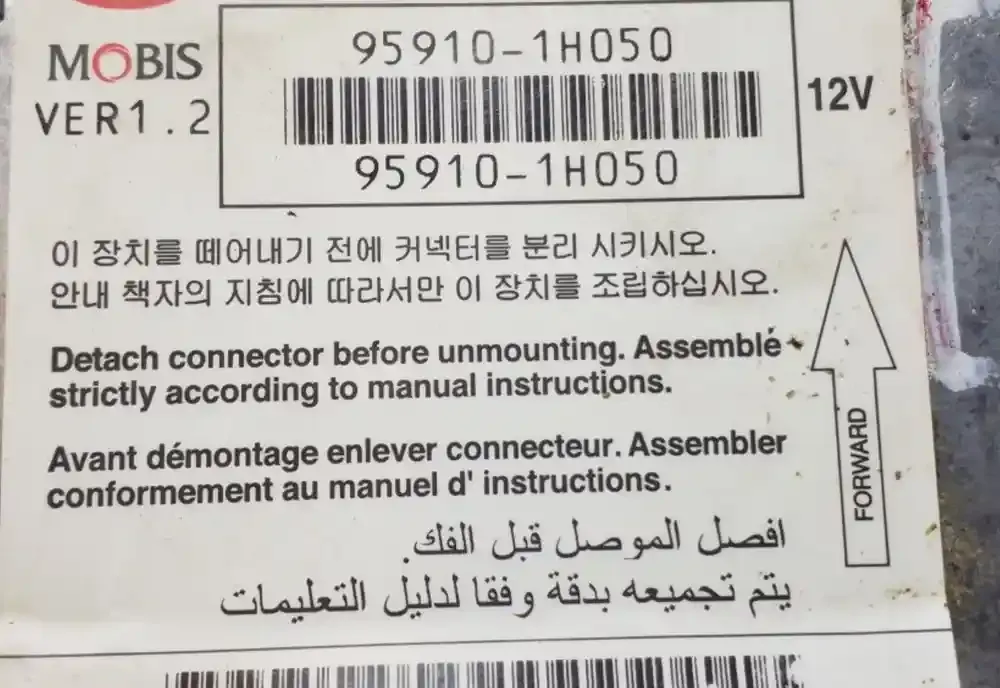 MOBIS
VER1.2
95910-1H050
95910-1H050
12V
이 장치를 떼어내기 전에 커넥터를 분리 시키시오.
안내 책자의 지침에 따라서만 이 장치를 조립하십시오.
Detach connector before unmounting. Assemble
strictly according to manual instructions.
Avant démontage enlever connecteur. Assembler
conformement au manuel d' instructions.
افصل الموصل قبل الفك.
يتم تجميعه بدقة وفقا لدليل التعليمات
FORWARD